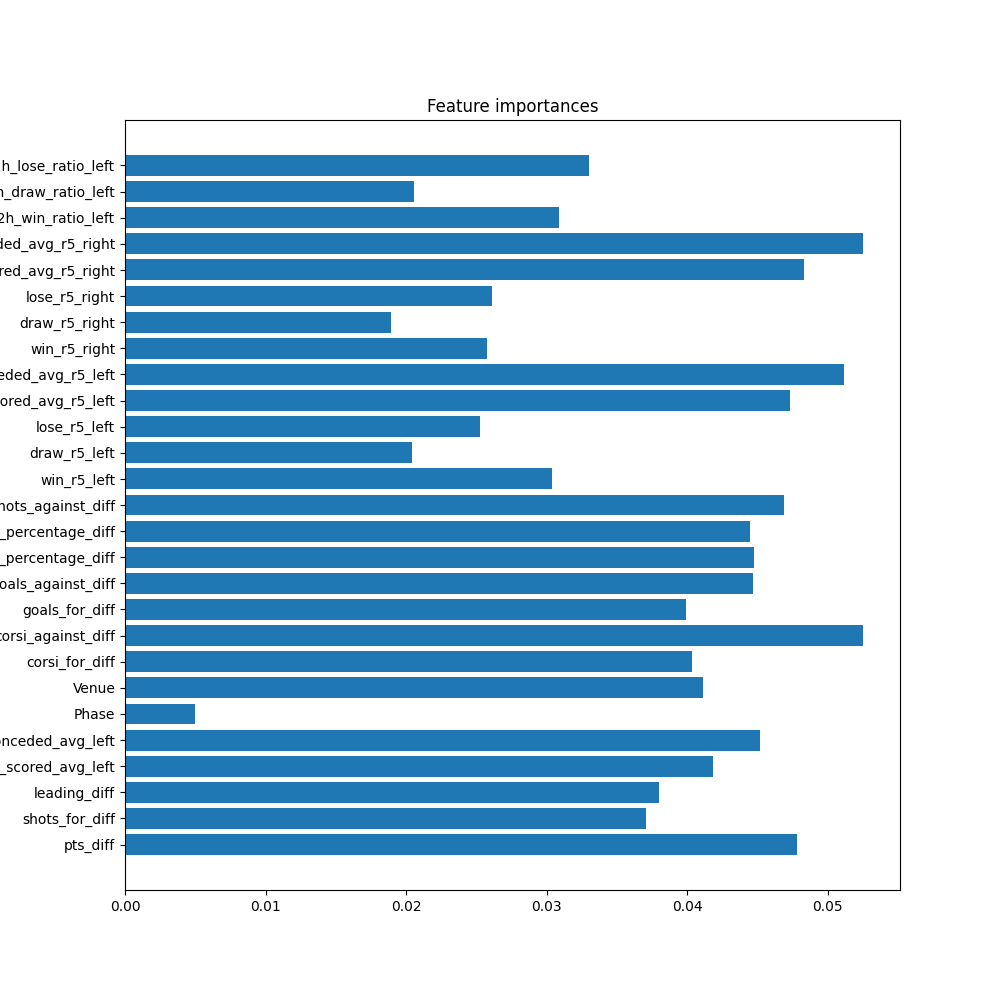 Feature importances
h_lose_ratio_left
h_draw_ratio_left
2h_win_ratio_left
ded_avg_r5_right
red_avg_r5_right
lose_r5_right
draw_r5_right
win_r5_right
eded_avg_r5_left
ored_avg_r5_left
lose_r5_left
draw_r5_left
win_r5_left
hots_against_diff
_percentage_diff
_percentage_diff
oals_against_diff
goals_for_diff
corsi_against_diff
corsi_for_diff
Venue
Phase
onceded_avg_left
_scored_avg_left
leading_diff
shots_for_diff
pts_diff
0.00 0.01 0.02 0.03 0.04 0.05